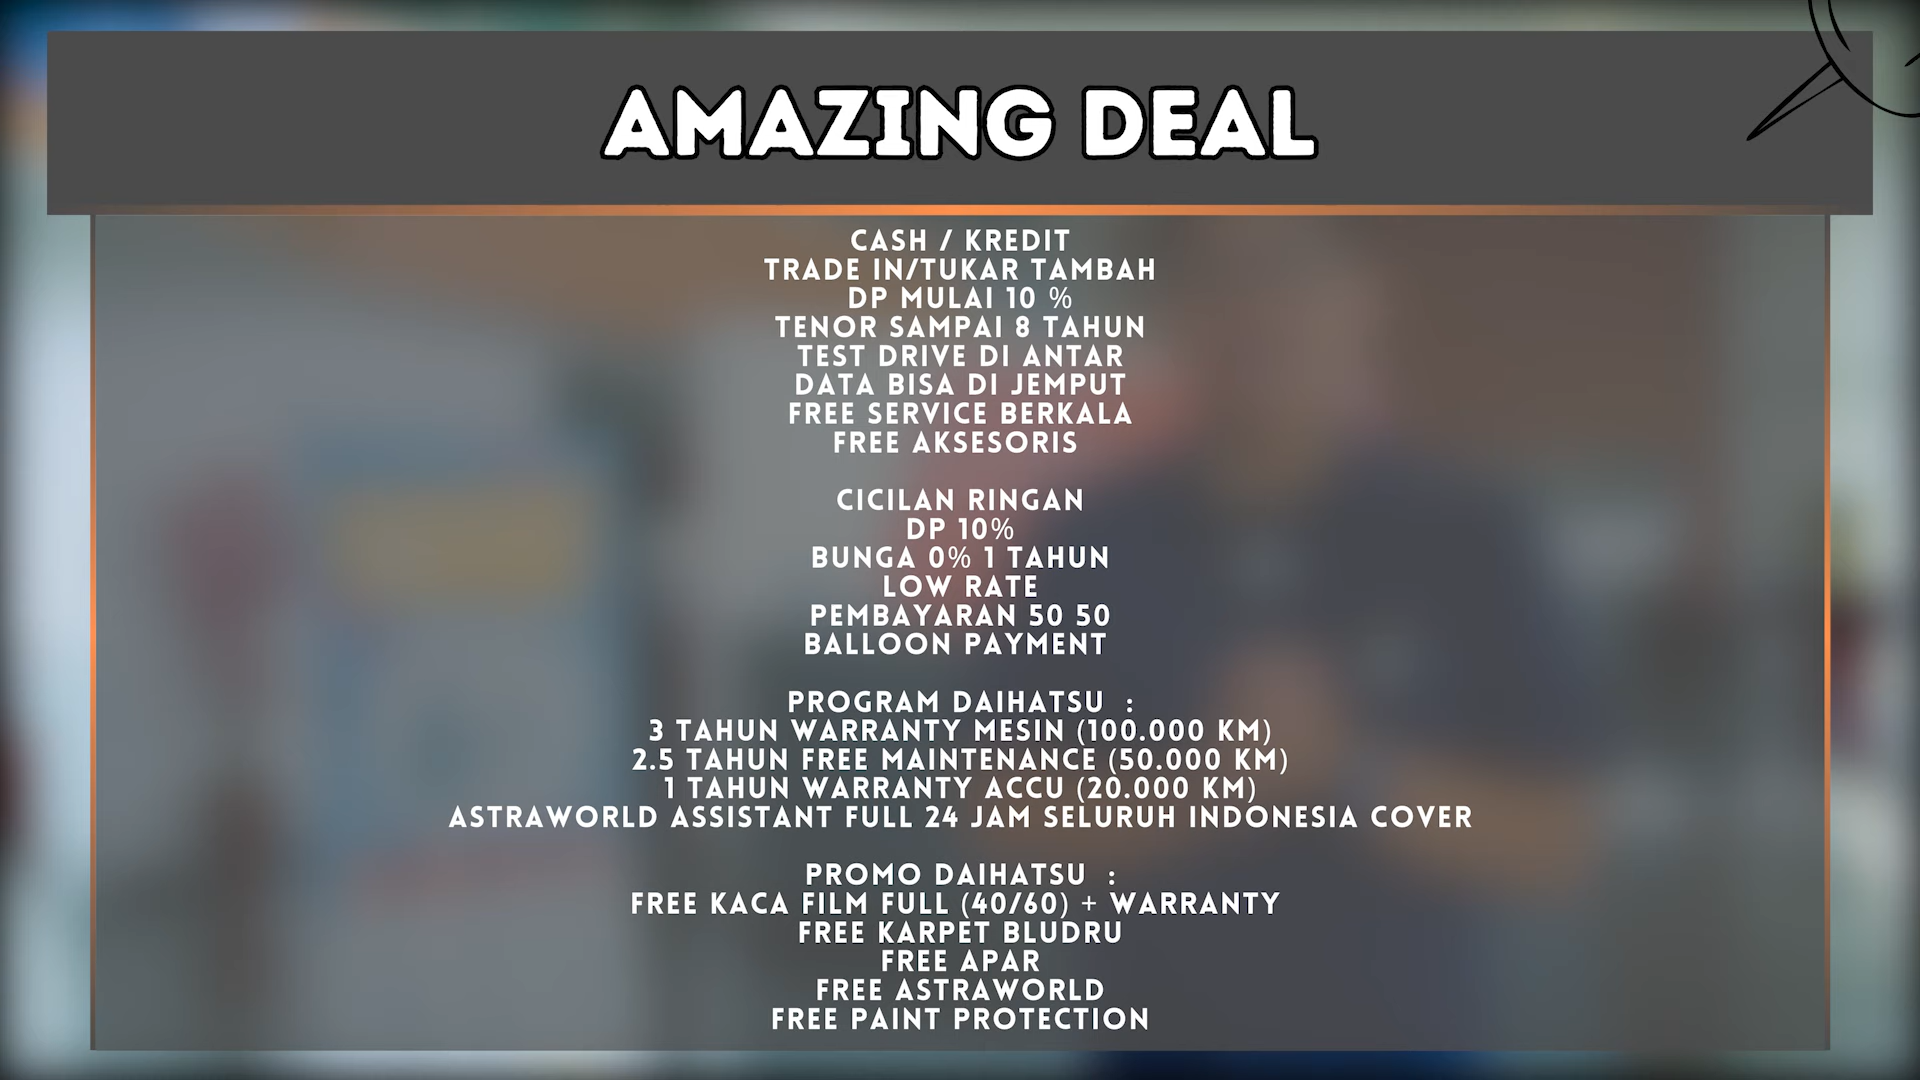 AMAZING DEAL
CASH / KREDIT
TRADE IN/TUKAR TAMBAH
DP MULAI 10 %
TENOR SAMPAI 8 TAHUN
TEST DRIVE DI ANTAR
DATA BISA DI JEMPUT
FREE SERVICE BERKALA
FREE AKSESORIS
CICILAN RINGAN
DP 10%
BUNGA 0% 1 TAHUN
LOW RATE
PEMBAYARAN 50 50
BALLOON PAYMENT
PROGRAM DAIHATSU :
3 TAHUN WARRANTY MESIN (100.000 KM)
2.5 TAHUN FREE MAINTENANCE (50.000 KM)
1 TAHUN WARRANTY ACCU (20.000 KM)
ASTRAWORLD ASSISTANT FULL 24 JAM SELURUH INDONESIA COVER
PROMO DAIHATSU :
FREE KACA FILM FULL (40/60) + WARRANTY
FREE KARPET BLUDRU
FREE APAR
FREE ASTRAWORLD
FREE PAINT PROTECTION